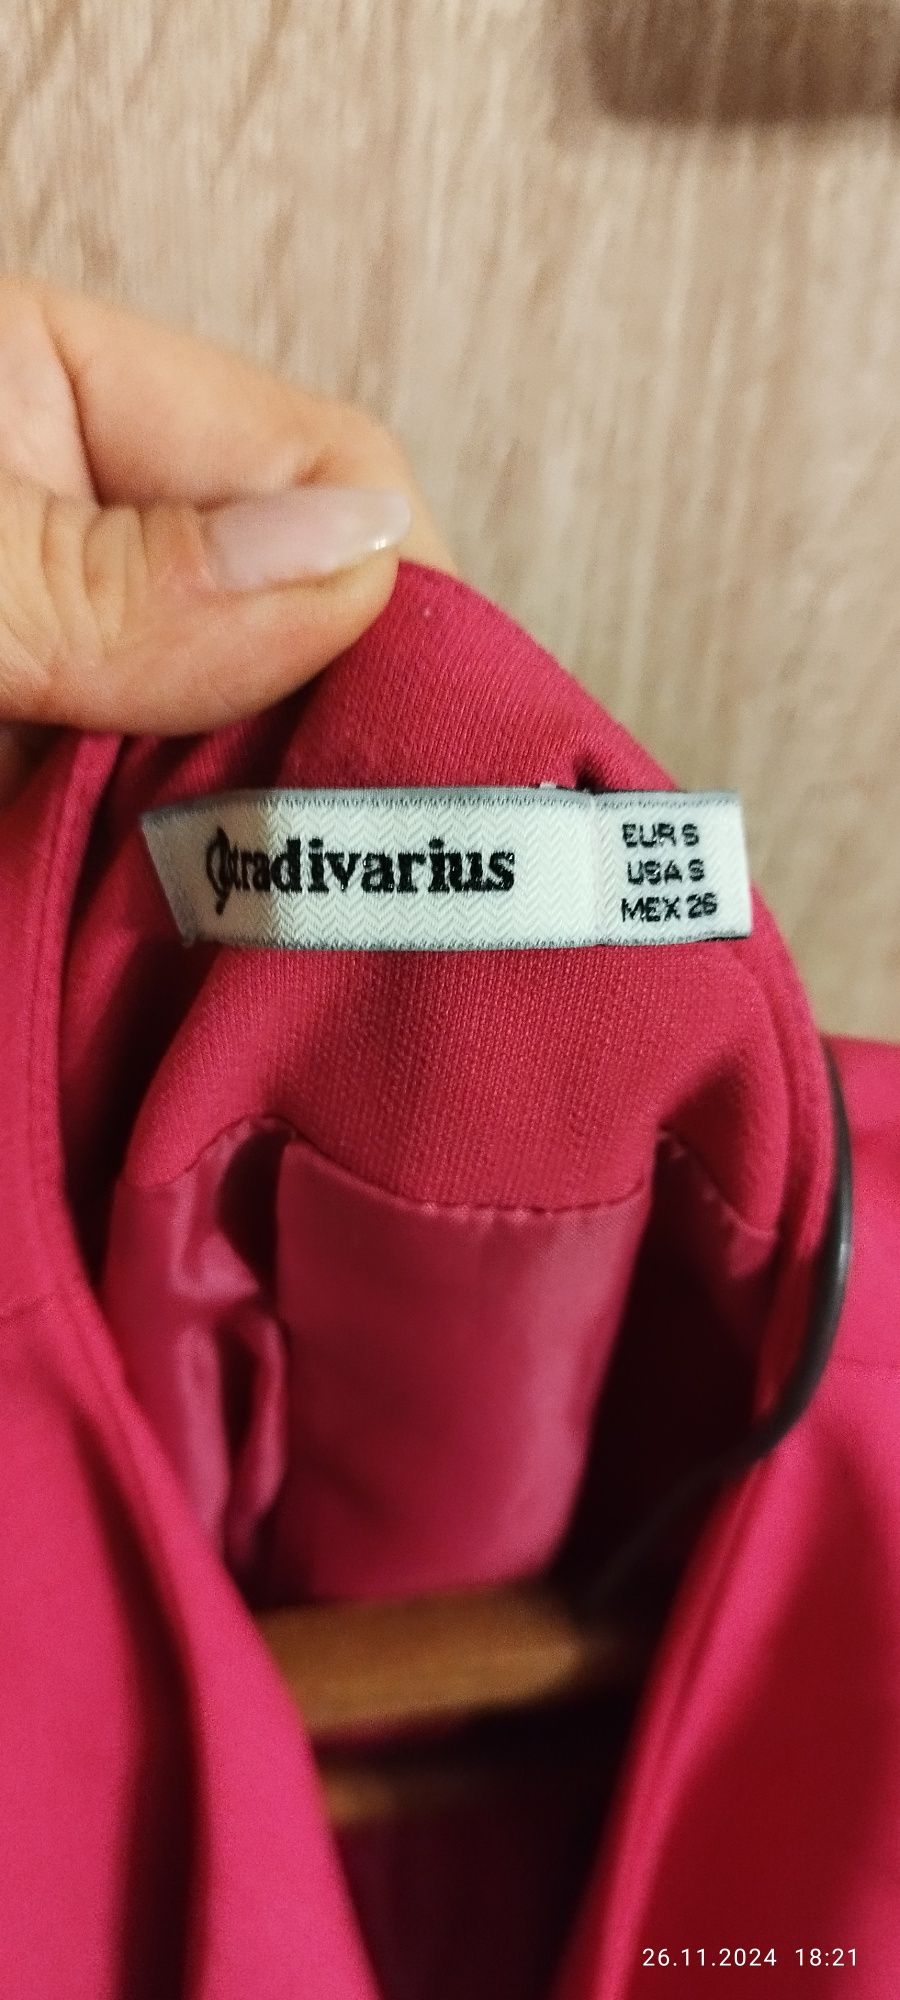 Stradivarius
EUR S
USA S
MEX 26
26.11.2024 18:21